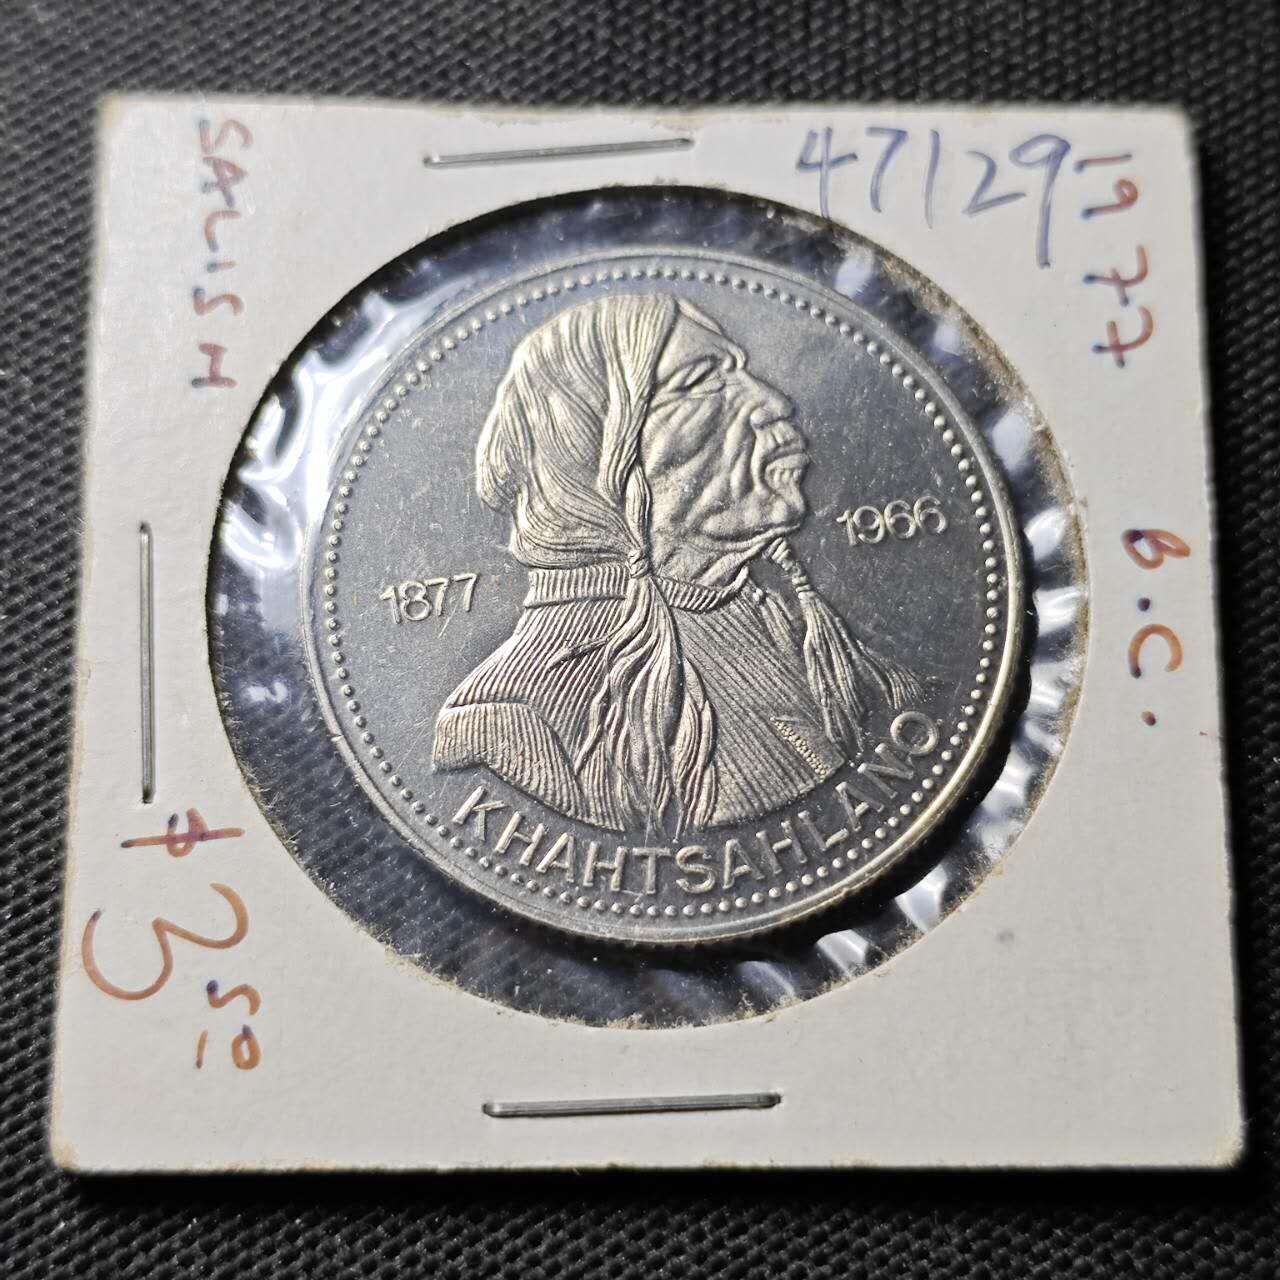 47129
1977
B.C.
SALISH
$3.50
1877
1966
KHAHTSAHLANO